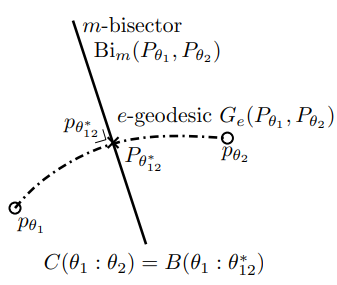 m-bisector
Bi_m(P_{θ_1}, P_{θ_2})
e-geodesic G_e(P_{θ_1}, P_{θ_2})
p_{θ^*_{12}}
P_{θ^*_{12}}
p_{θ_2}
p_{θ_1}
C(θ_1 : θ_2) = B(θ_1 : θ^*_{12})